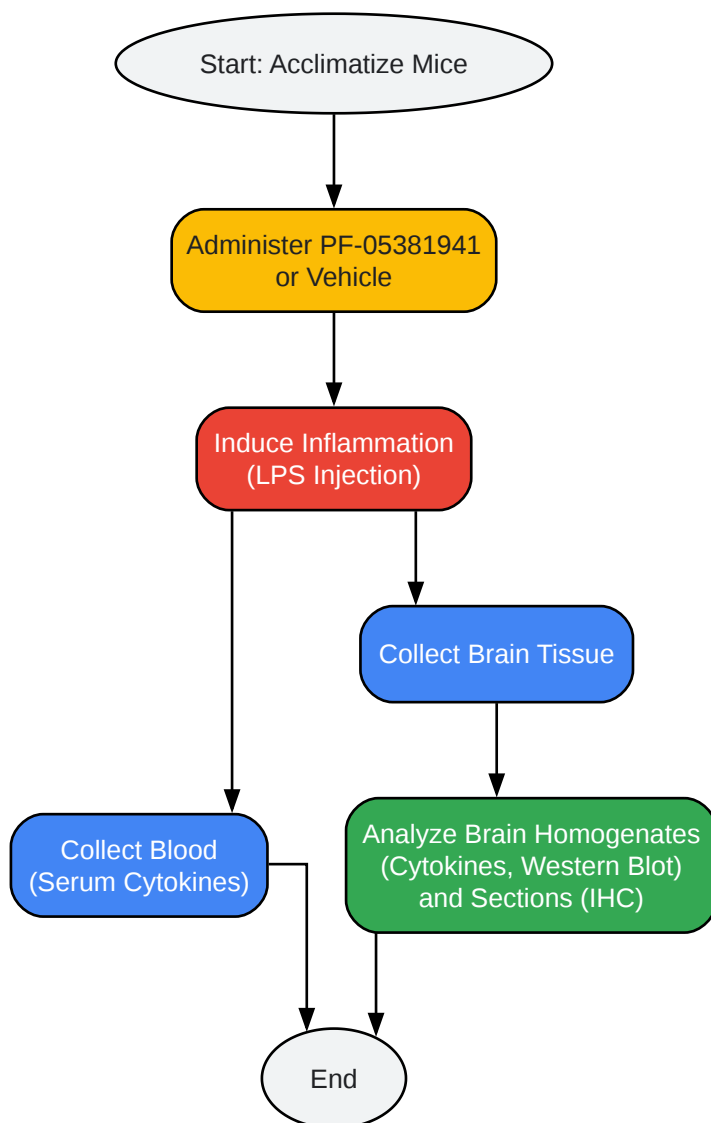 Start: Acclimatize Mice
Administer PF-05381941
or Vehicle
Induce Inflammation
(LPS Injection)
Collect Brain Tissue
Collect Blood
(Serum Cytokines)
Analyze Brain Homogenates
(Cytokines, Western Blot)
and Sections (IHC)
End